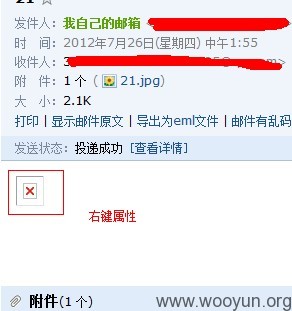 发件人：我自己的邮箱
时 间：2012年7月26日(星期四) 中午1:55
收件人：
附 件：1 个 ( 21.jpg)
大 小：2.1K
打印 | 显示邮件原文 | 导出为eml文件 | 邮件有乱码
发送状态：投递成功 [查看详情]
右键属性
附件(1 个)
www.wooyun.org